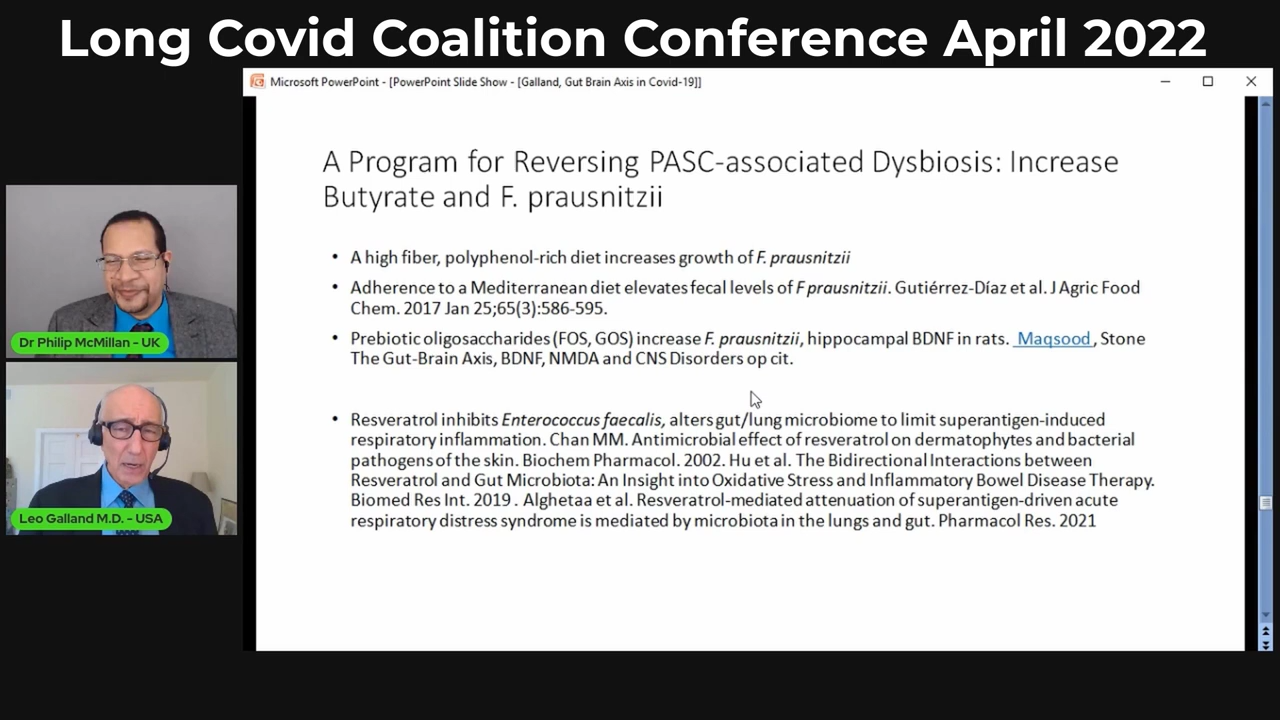 Long Covid Coalition Conference April 2022
Microsoft PowerPoint - [PowerPoint Slide Show - [Galland, Gut Brain Axis in Covid-19]]
A Program for Reversing PASC-associated Dysbiosis: Increase
Butyrate and F. prausnitzii
• A high fiber, polyphenol-rich diet increases growth of F. prausnitzii
• Adherence to a Mediterranean diet elevates fecal levels of F prausnitzii. Gutiérrez-Díaz et al. J Agric Food
Chem. 2017 Jan 25;65(3):586-595.
• Prebiotic oligosaccharides (FOS, GOS) increase F. prausnitzii, hippocampal BDNF in rats. Maqsood, Stone
The Gut-Brain Axis, BDNF, NMDA and CNS Disorders op cit.
• Resveratrol inhibits Enterococcus faecalis, alters gut/lung microbiome to limit superantigen-induced
respiratory inflammation. Chan MM. Antimicrobial effect of resveratrol on dermatophytes and bacterial
pathogens of the skin. Biochem Pharmacol. 2002. Hu et al. The Bidirectional Interactions between
Resveratrol and Gut Microbiota: An Insight into Oxidative Stress and Inflammatory Bowel Disease Therapy.
Biomed Res Int. 2019 . Alghetaa et al. Resveratrol-mediated attenuation of superantigen-driven acute
respiratory distress syndrome is mediated by microbiota in the lungs and gut. Pharmacol Res. 2021
Dr Philip McMillan - UK
Leo Galland M.D. - USA